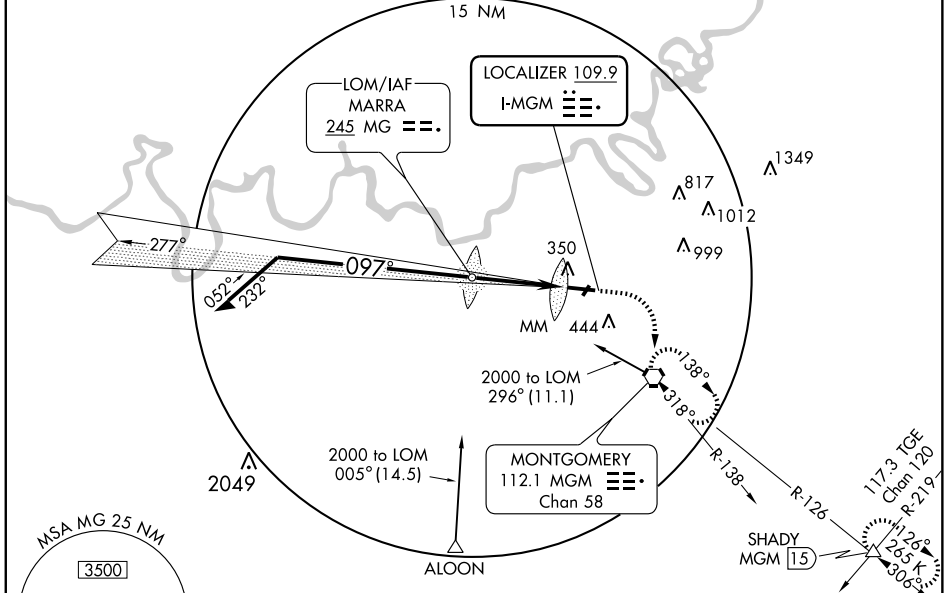 15 NM
LOM/IAF
MARRA
245 MG
LOCALIZER 109.9
I-MGM
1349
817
1012
999
350
277°
097°
052°
232°
MM
444
138°
318°
2000 to LOM
296° (11.1)
2000 to LOM
005° (14.5)
2049
MONTGOMERY
112.1 MGM
Chan 58
R-138
R-126
117.3 TGE
Chan 120
R-219
SHADY
MGM 15
126°
265 K
306°
ALOON
MSA MG 25 NM
3500